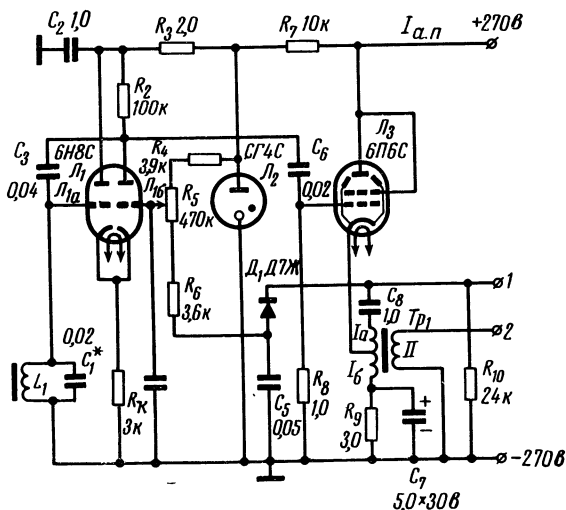 C₂ 1,0
R₃ 2,0
R₇ 10к
Iа.п
+270в
R₂
100к
C₃
0,04
6Н8С
Л₁
Л₁а
Л₁б
R₄
3,9к
R₅
470к
СГ4С
Л₂
C₆
0,02
Л₃
6П6С
R₆
3,6к
Д₁ Д7Ж
1
C₈
1,0
Tр₁
2
Iа
II
Iб
0,02
C₁*
L₁
Rк
3к
C₅
0,05
R₈
1,0
R₉
3,0
+
−
R₁₀
24к
−270в
C₇
5,0×30в